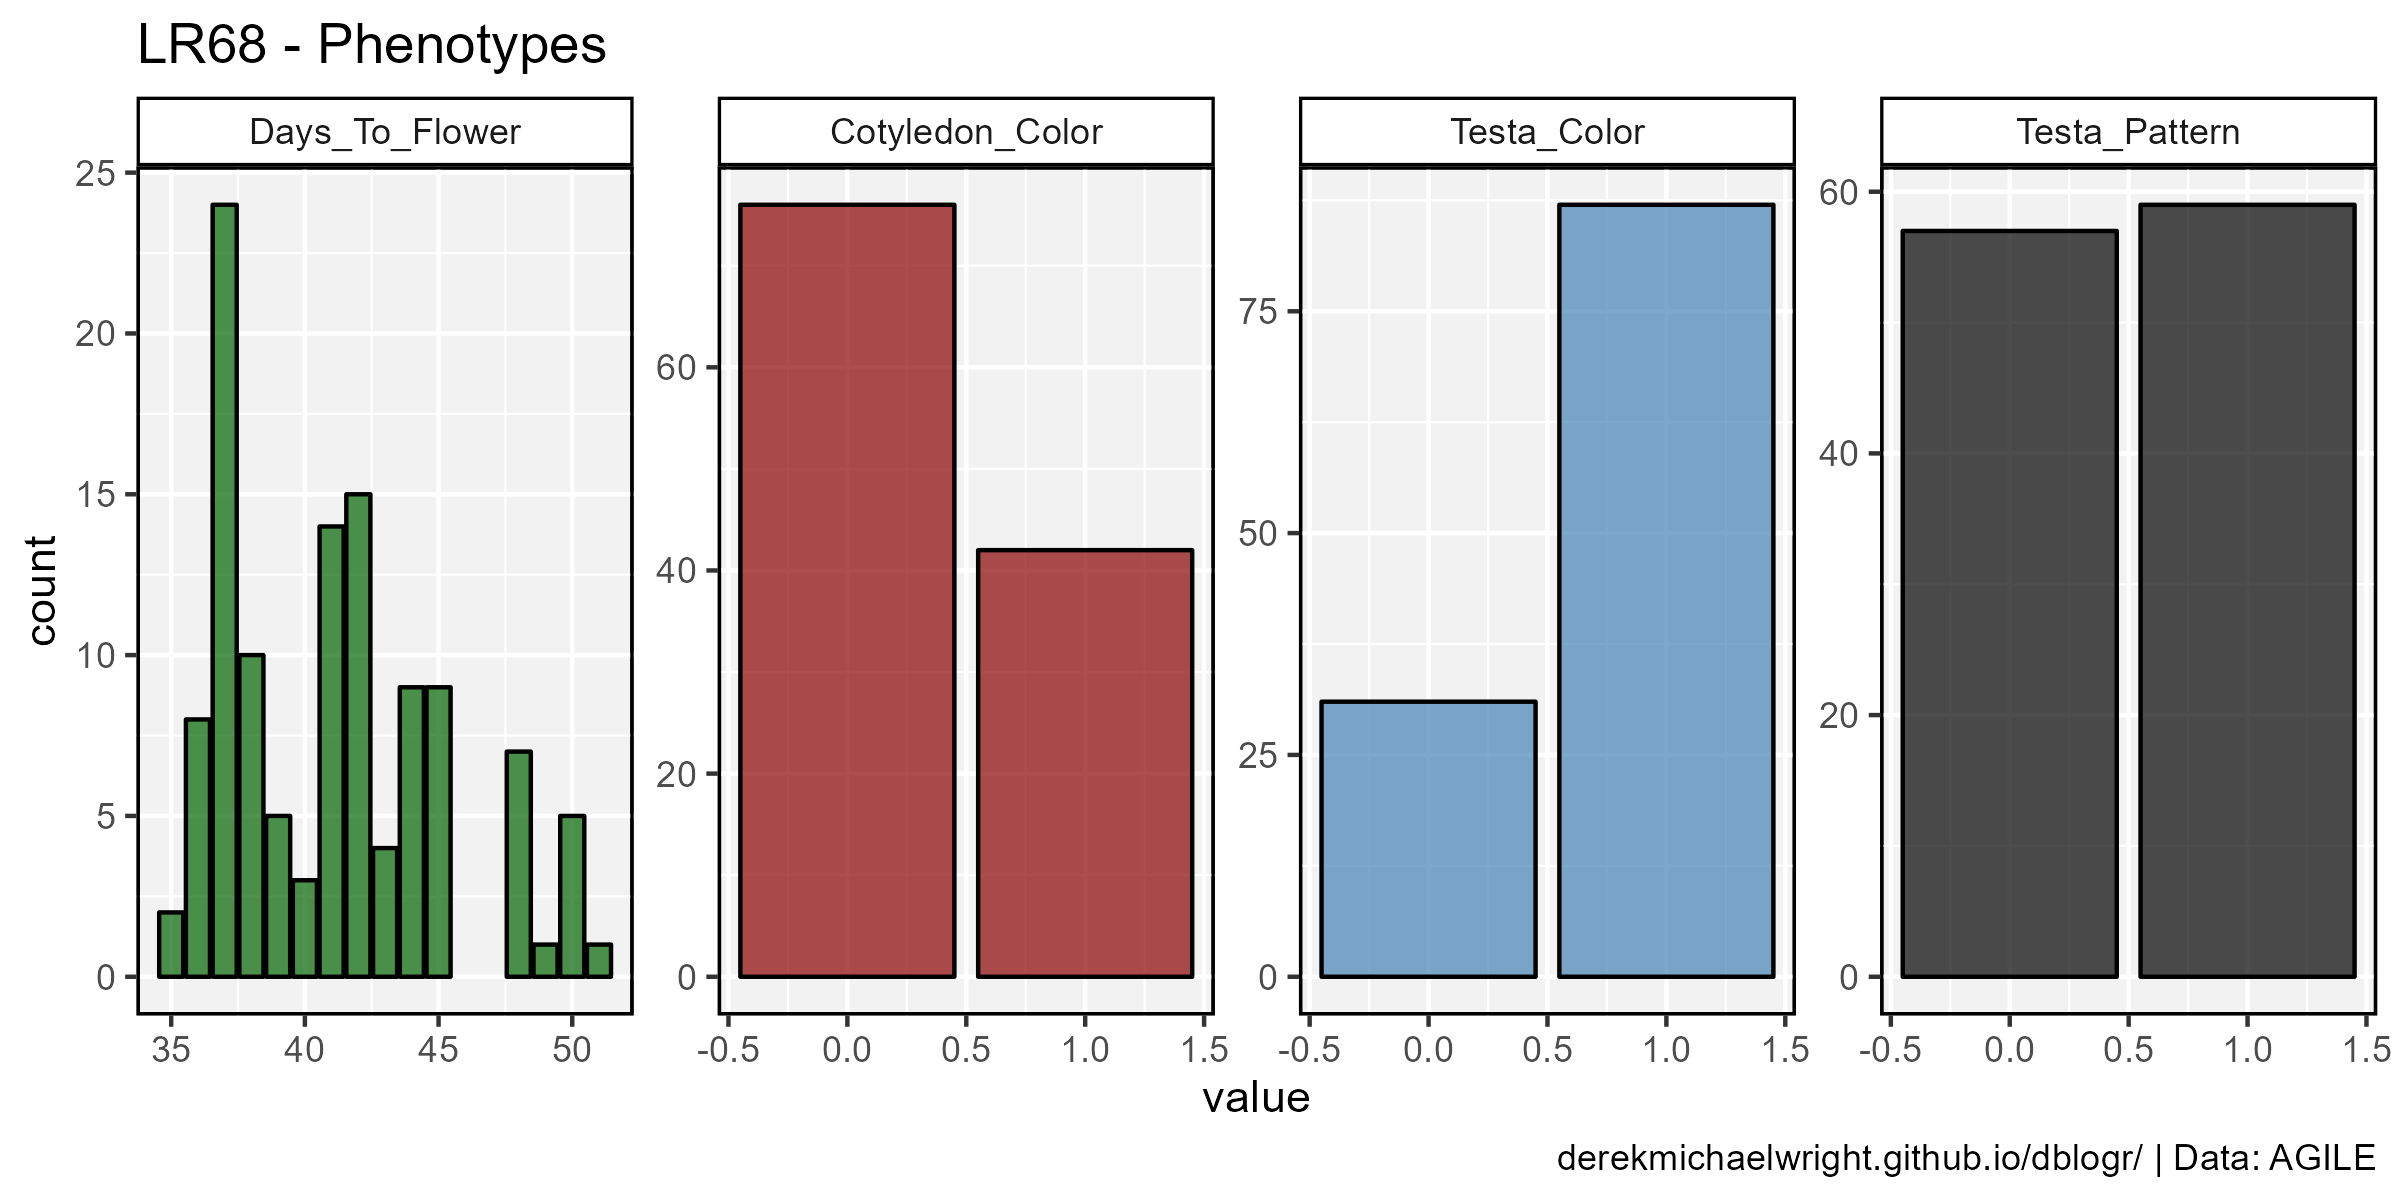 LR68 - Phenotypes
Days_To_Flower
Cotyledon_Color
Testa_Color
Testa_Pattern
count
25
20
15
10
5
0
35 40 45 50
60
40
20
0
-0.5 0.0 0.5 1.0 1.5
75
50
25
0
-0.5 0.0 0.5 1.0 1.5
60
40
20
0
-0.5 0.0 0.5 1.0 1.5
value
derekmichaelwright.github.io/dblogr/ | Data: AGILE